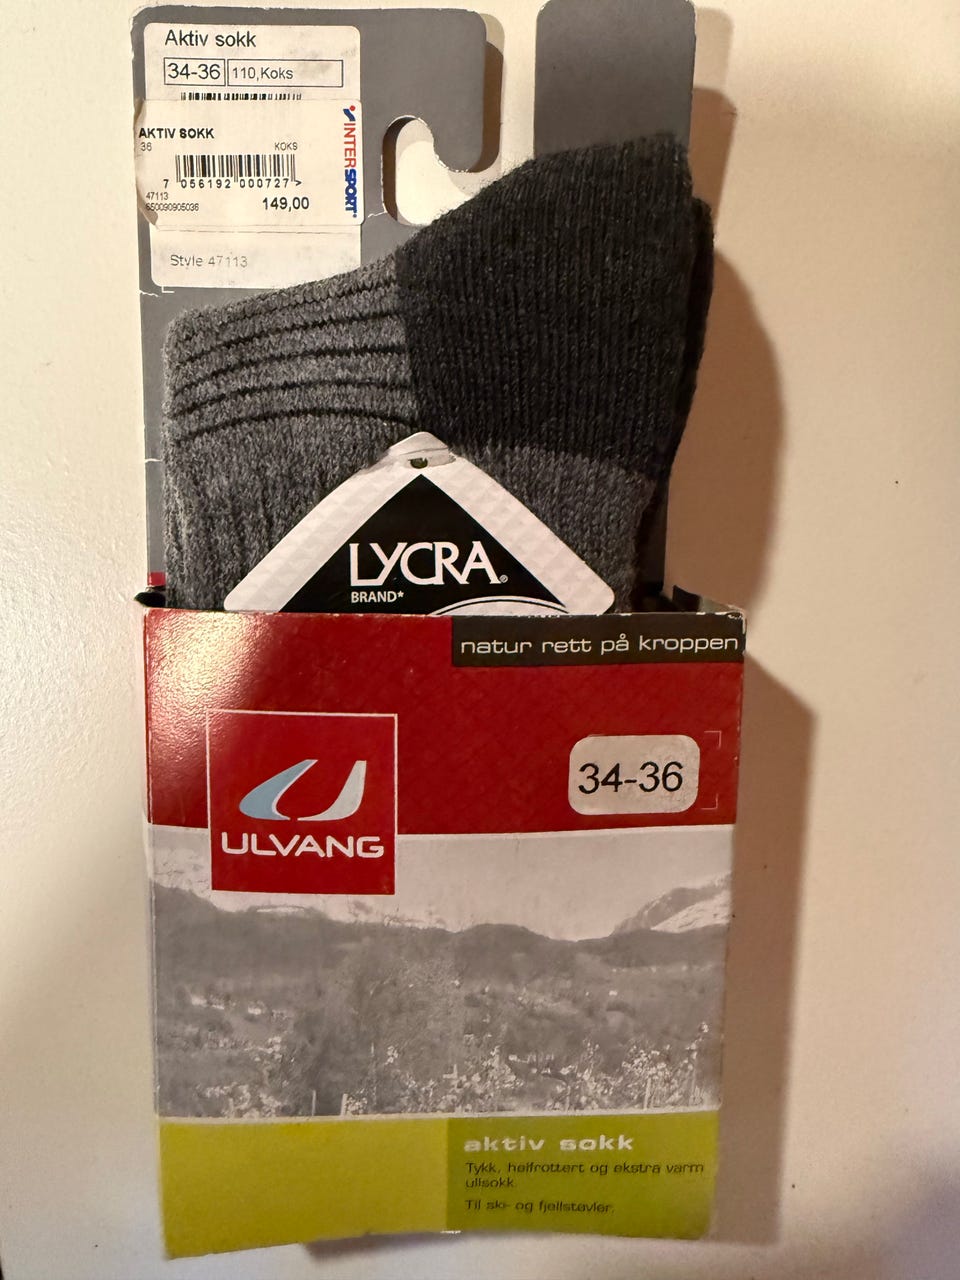 Aktiv sokk
34-36 110,Koks
AKTIV SOKK
36 KOKS
INTERSPORT
7 056192 000727 >
47113
650090905036
149,00
Style 47113
LYCRA®
BRAND*
natur rett på kroppen
34-36
ULVANG
aktiv sokk
Tykk, helfrottert og ekstra varm
ullsokk.
Til ski- og fjellstøvler.